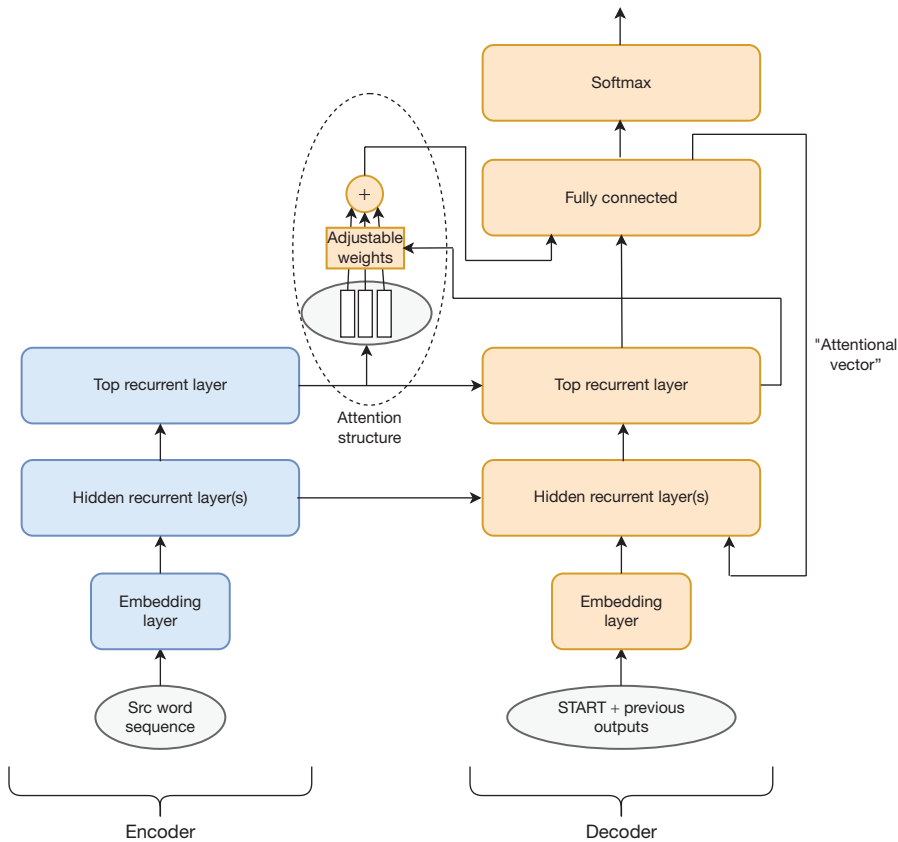 Softmax
Fully connected
+
Adjustable
weights
"Attentional
vector”
Top recurrent layer
Top recurrent layer
Attention
structure
Hidden recurrent layer(s)
Hidden recurrent layer(s)
Embedding
layer
Embedding
layer
Src word
sequence
START + previous
outputs
Encoder
Decoder